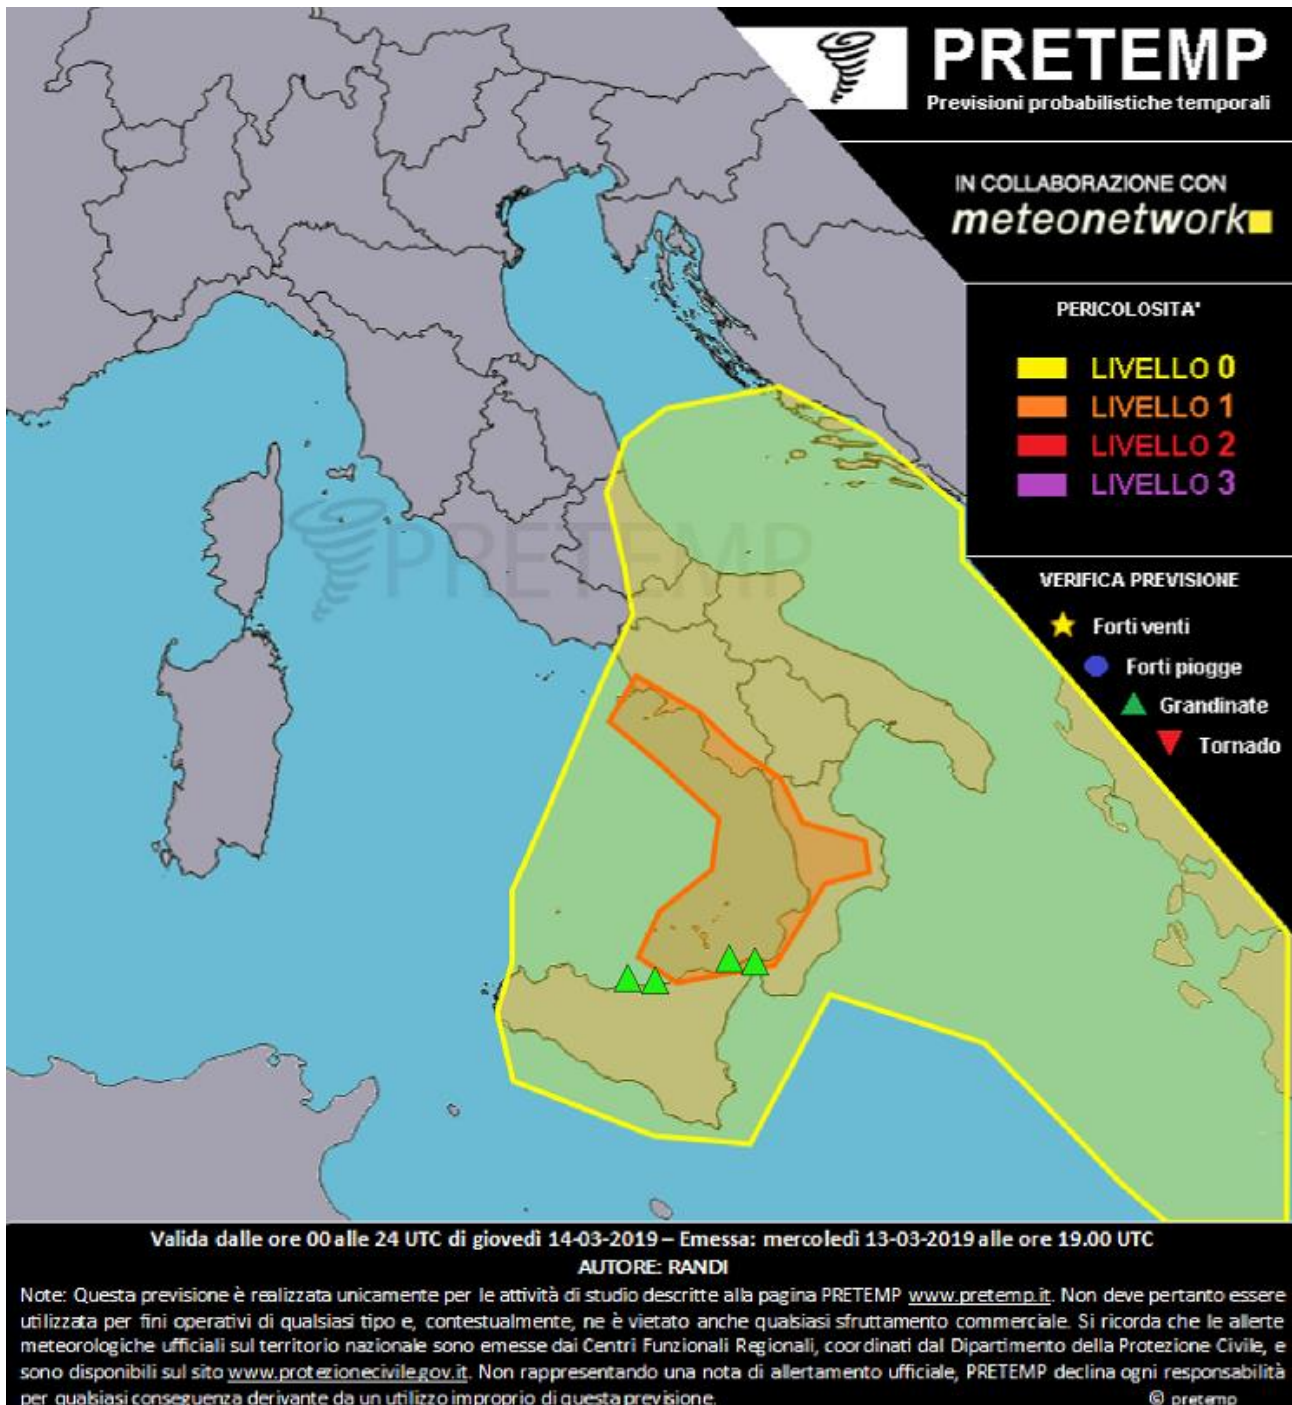 PRETEMP
Previsioni probabilistiche temporali
IN COLLABORAZIONE CON
meteonetwork
PERICOLOSITA'
LIVELLO 0
LIVELLO 1
LIVELLO 2
LIVELLO 3
PRETEMP
VERIFICA PREVISIONE
Forti venti
Forti piogge
Grandinate
Tornado
Valida dalle ore 00 alle 24 UTC di giovedì 14-03-2019 – Emessa: mercoledì 13-03-2019 alle ore 19.00 UTC
AUTORE: RANDI
Note: Questa previsione è realizzata unicamente per le attività di studio descritte alla pagina PRETEMP www.pretemp.it. Non deve pertanto essere
utilizzata per fini operativi di qualsiasi tipo e, contestualmente, ne è vietato anche qualsiasi sfruttamento commerciale. Si ricorda che le allerte
meteorologiche ufficiali sul territorio nazionale sono emesse dai Centri Funzionali Regionali, coordinati dal Dipartimento della Protezione Civile, e
sono disponibili sul sito www.protezionecivile.gov.it. Non rappresentando una nota di allertamento ufficiale, PRETEMP declina ogni responsabilità
per qualsiasi conseguenza derivante da un utilizzo improprio di questa previsione. © pretemp